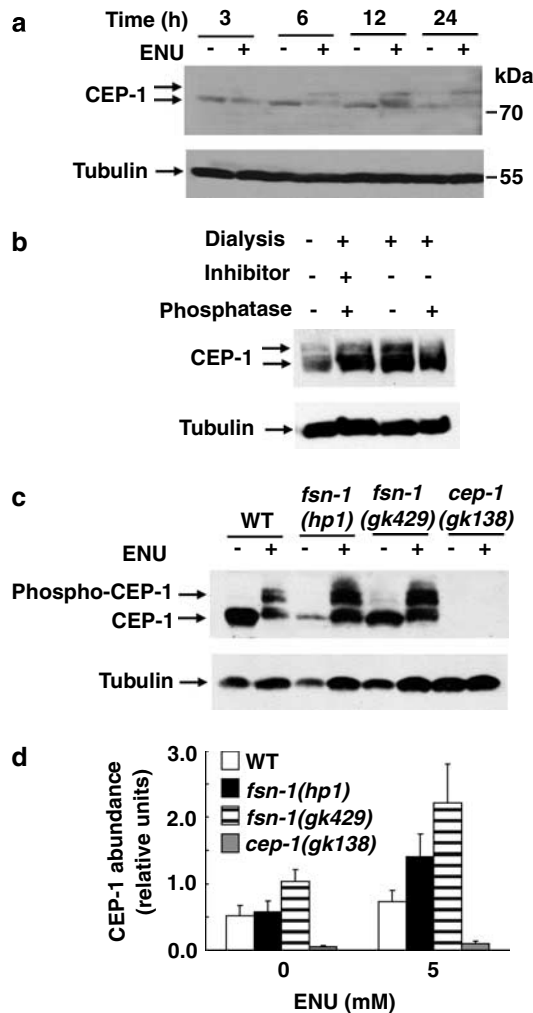 a
Time (h) 3 6 12 24
ENU - + - + - + - +
kDa
CEP-1
70
Tubulin
55
b
Dialysis - + + +
Inhibitor - + - -
Phosphatase - + - +
CEP-1
Tubulin
c
WT fsn-1 (hp1) fsn-1 (gk429) cep-1 (gk138)
ENU - + - + - + - +
Phospho-CEP-1
CEP-1
Tubulin
d
CEP-1 abundance
(relative units)
3.0
2.0
1.0
0.0
WT
fsn-1(hp1)
fsn-1(gk429)
cep-1(gk138)
0 5
ENU (mM)